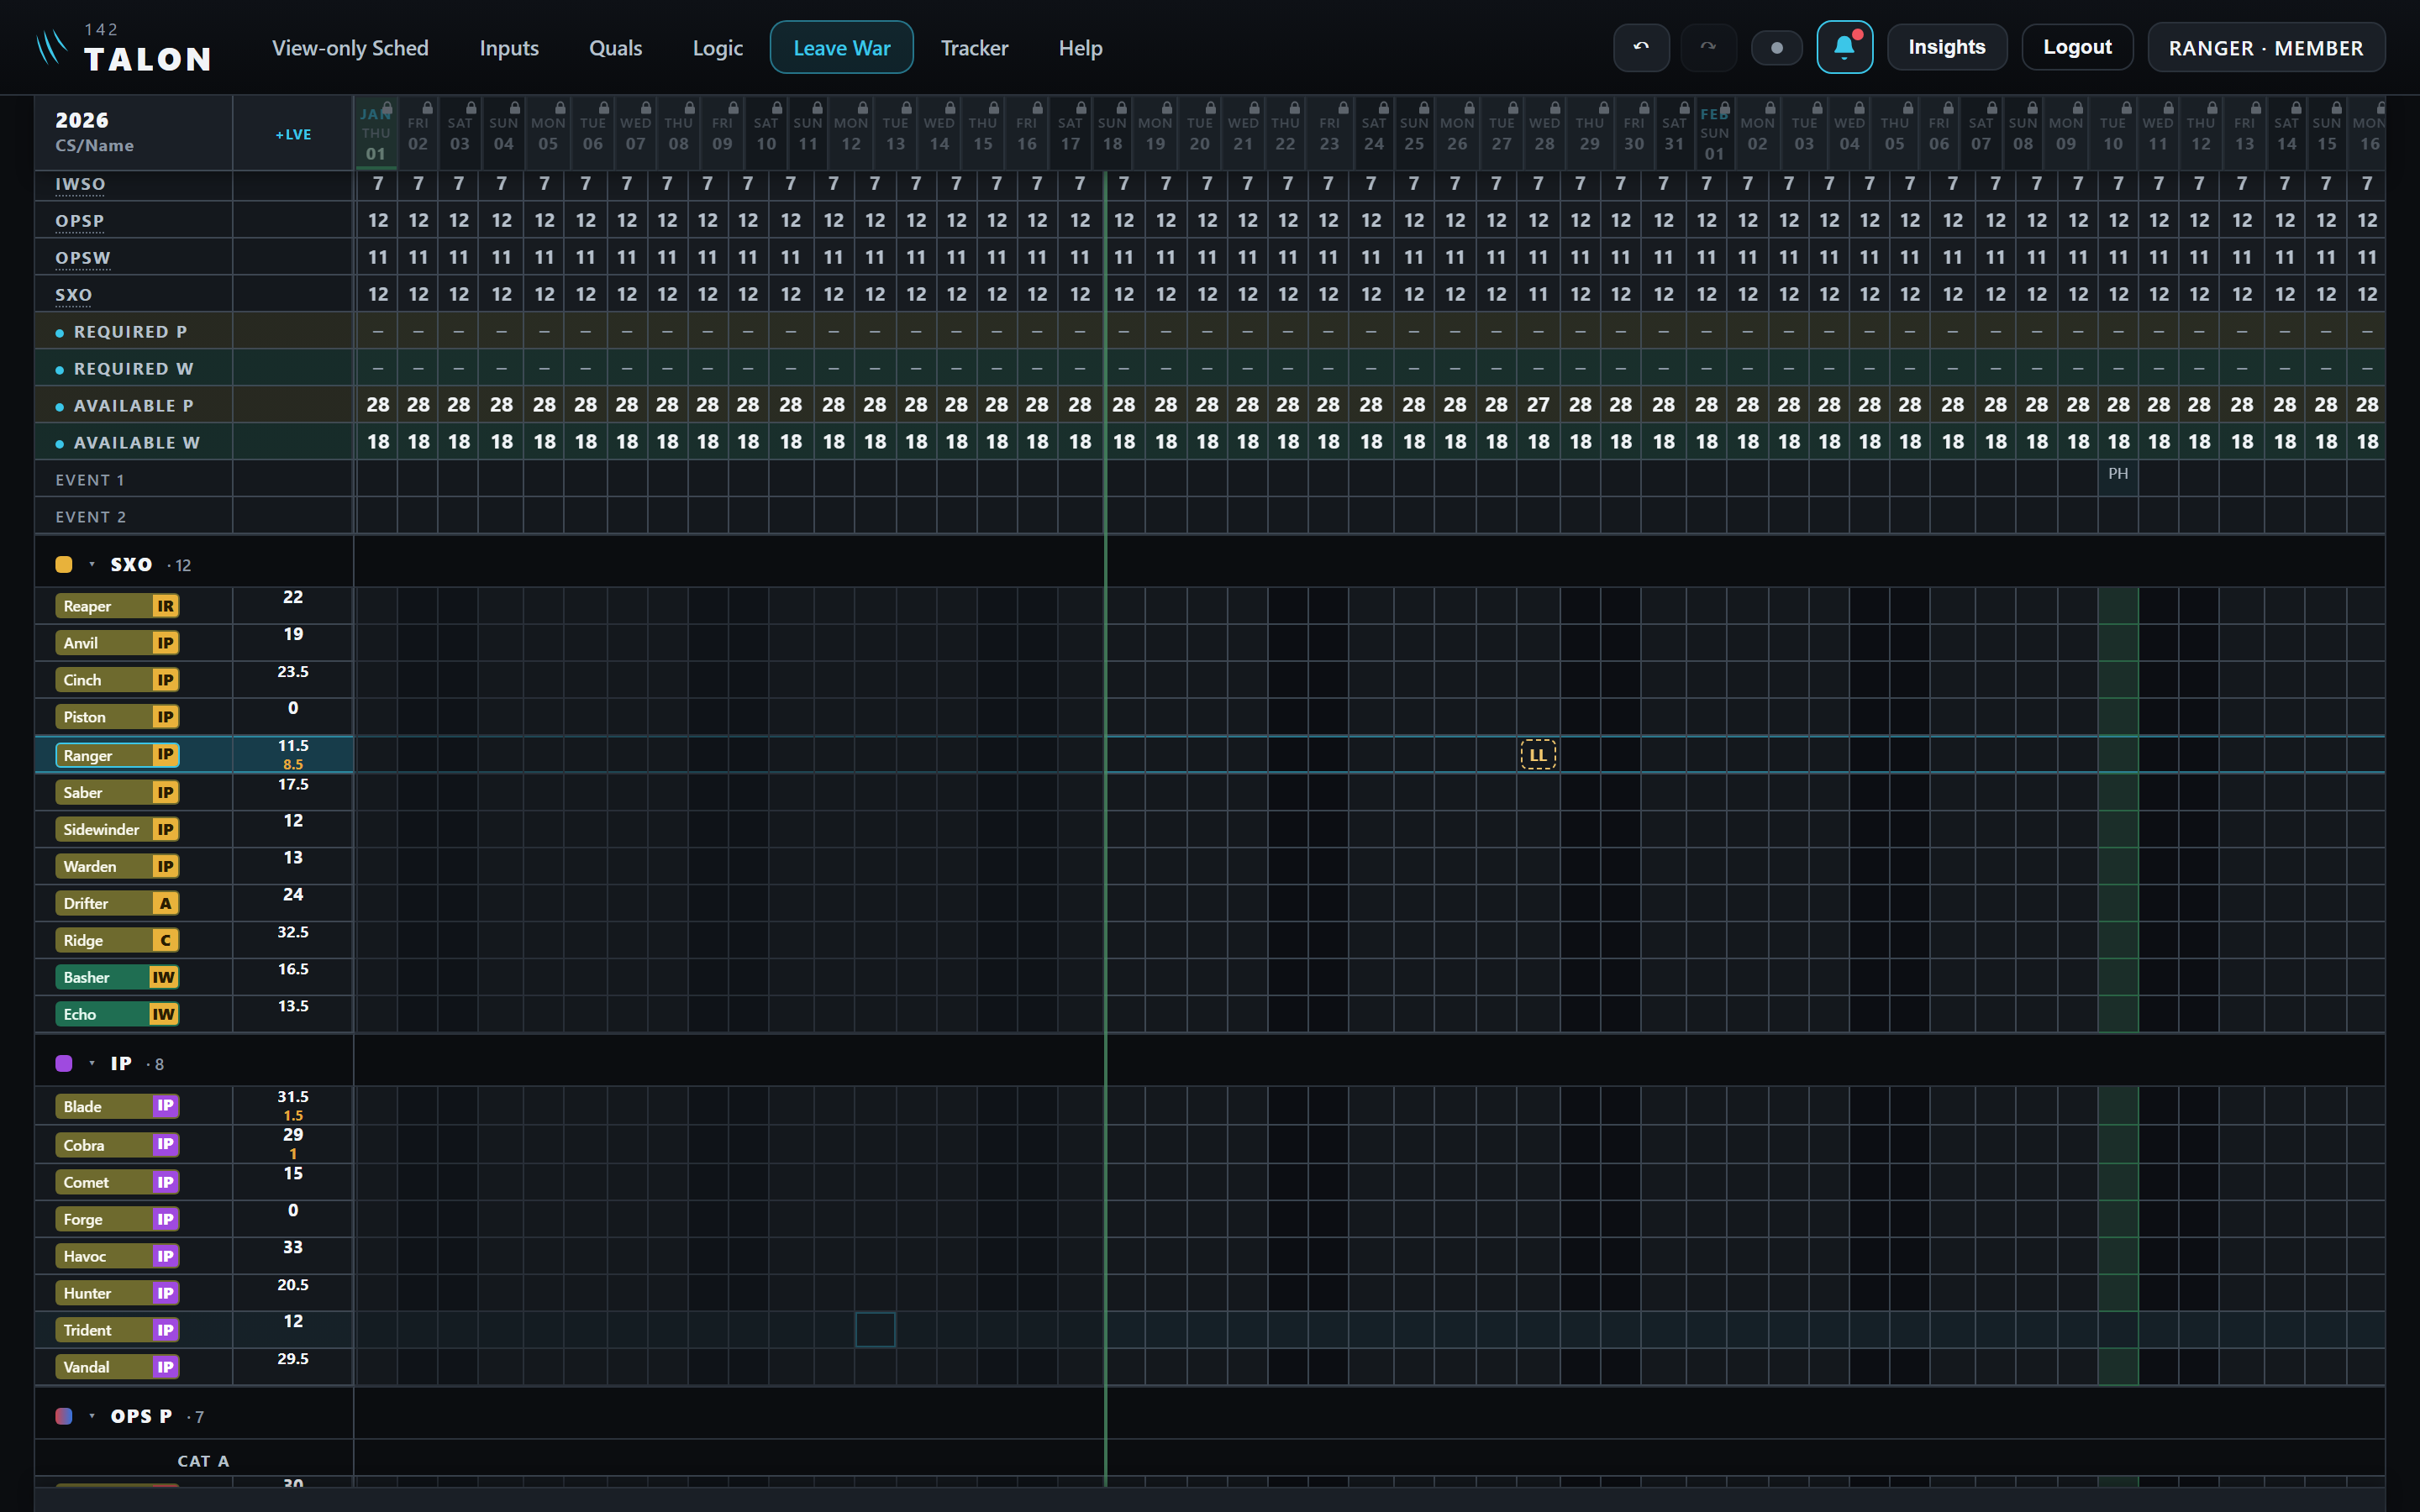 142
TALON
View-only Sched Inputs Quals Logic Leave War Tracker Help
Insights Logout RANGER · MEMBER
2026
CS/Name
+LVE
JAN THU 01
FRI 02
SAT 03
SUN 04
MON 05
TUE 06
WED 07
THU 08
FRI 09
SAT 10
SUN 11
MON 12
TUE 13
WED 14
THU 15
FRI 16
SAT 17
SUN 18
MON 19
TUE 20
WED 21
THU 22
FRI 23
SAT 24
SUN 25
MON 26
TUE 27
WED 28
THU 29
FRI 30
SAT 31
FEB SUN 01
MON 02
TUE 03
WED 04
THU 05
FRI 06
SAT 07
SUN 08
MON 09
TUE 10
WED 11
THU 12
FRI 13
SAT 14
SUN 15
MON 16
IWSO 7 7 7 7 7 7 7 7 7 7 7 7 7 7 7 7 7 7 7 7 7 7 7 7 7 7 7 7 7 7 7 7 7 7 7 7 7 7 7 7 7 7 7 7 7 7 7
OPSP 12 12 12 12 12 12 12 12 12 12 12 12 12 12 12 12 12 12 12 12 12 12 12 12 12 12 12 12 12 12 12 12 12 12 12 12 12 12 12 12 12 12 12 12 12 12 12
OPSW 11 11 11 11 11 11 11 11 11 11 11 11 11 11 11 11 11 11 11 11 11 11 11 11 11 11 11 11 11 11 11 11 11 11 11 11 11 11 11 11 11 11 11 11 11 11 11
SXO 12 12 12 12 12 12 12 12 12 12 12 12 12 12 12 12 12 12 12 12 12 12 12 12 12 12 12 11 12 12 12 12 12 12 12 12 12 12 12 12 12 12 12 12 12 12 12
REQUIRED P – – – – – – – – – – – – – – – – – – – – – – – – – – – – – – – – – – – – – – – – – – – – – – –
REQUIRED W – – – – – – – – – – – – – – – – – – – – – – – – – – – – – – – – – – – – – – – – – – – – – – –
AVAILABLE P 28 28 28 28 28 28 28 28 28 28 28 28 28 28 28 28 28 28 28 28 28 28 28 28 28 28 28 27 28 28 28 28 28 28 28 28 28 28 28 28 28 28 28 28 28 28 28
AVAILABLE W 18 18 18 18 18 18 18 18 18 18 18 18 18 18 18 18 18 18 18 18 18 18 18 18 18 18 18 18 18 18 18 18 18 18 18 18 18 18 18 18 18 18 18 18 18 18 18
EVENT 1 PH
EVENT 2
SXO · 12
Reaper IR 22
Anvil IP 19
Cinch IP 23.5
Piston IP 0
Ranger IP 11.5 8.5 LL
Saber IP 17.5
Sidewinder IP 12
Warden IP 13
Drifter A 24
Ridge C 32.5
Basher IW 16.5
Echo IW 13.5
IP · 8
Blade IP 31.5 1.5
Cobra IP 29 1
Comet IP 15
Forge IP 0
Havoc IP 33
Hunter IP 20.5
Trident IP 12
Vandal IP 29.5
OPS P · 7
CAT A
30